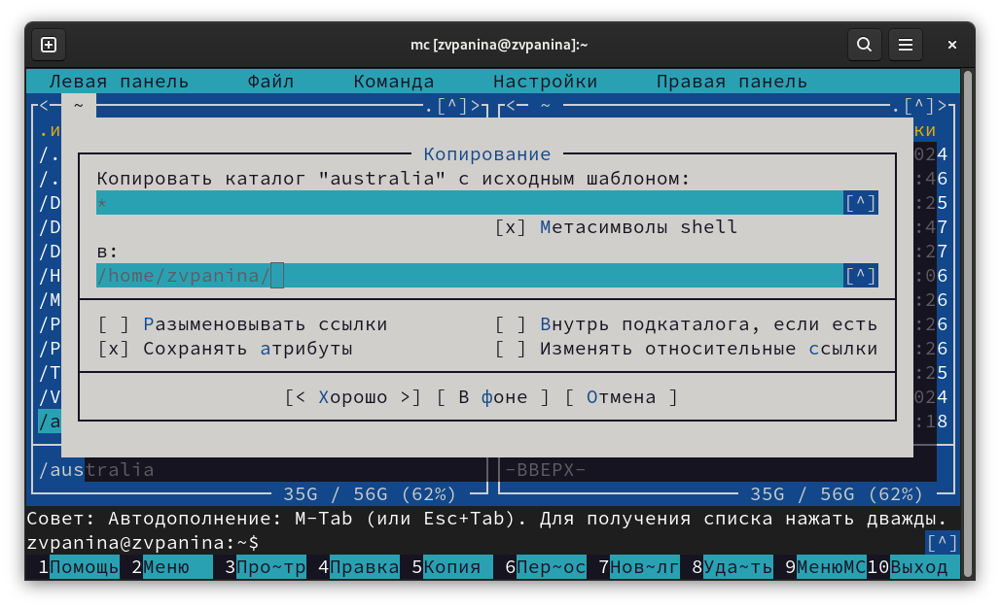 mc [zvpanina@zvpanina]:~
Левая панель Файл Команда Настройки Правая панель
<− ~ .[^]> <− ~ .[^]>
.и ки
/. 024
/. :46
/D :25
/D :47
/D :27
/H :06
/M :26
/P :26
/P :26
/T :25
/V 024
/a :18
Копирование
Копировать каталог "australia" с исходным шаблоном:
* [^]
[x] Метасимволы shell
в:
/home/zvpanina/ [^]
[ ] Разыменовывать ссылки [ ] Внутрь подкаталога, если есть
[x] Сохранять атрибуты [ ] Изменять относительные ссылки
[< Хорошо >] [ В фоне ] [ Отмена ]
/australia -ВВЕРХ-
35G / 56G (62%) 35G / 56G (62%)
Совет: Автодополнение: M-Tab (или Esc+Tab). Для получения списка нажать дважды.
zvpanina@zvpanina:~$ [^]
1Помощь 2Меню 3Про~тр 4Правка 5Копия 6Пер~ос 7Нов~лг 8Уда~ть 9МенюMC 10Выход